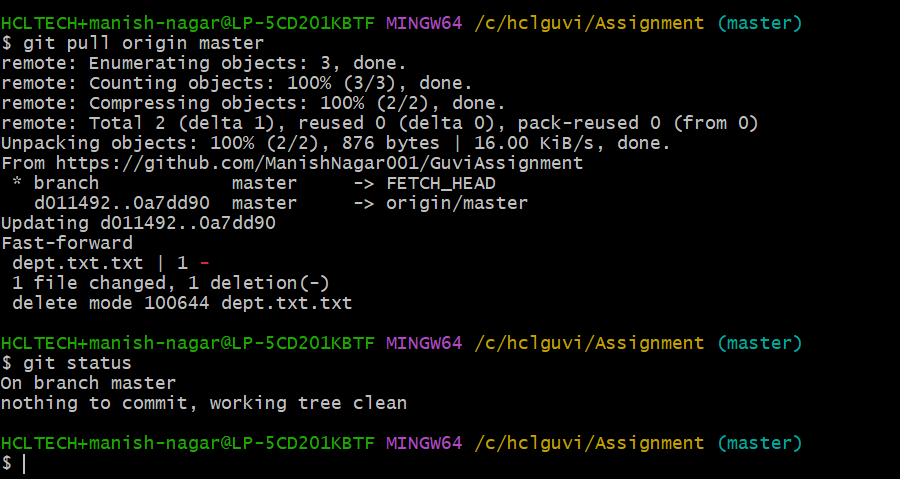 HCLTECH+manish-nagar@LP-5CD201KBTF MINGW64 /c/hclguvi/Assignment (master)
$ git pull origin master
remote: Enumerating objects: 3, done.
remote: Counting objects: 100% (3/3), done.
remote: Compressing objects: 100% (2/2), done.
remote: Total 2 (delta 1), reused 0 (delta 0), pack-reused 0 (from 0)
Unpacking objects: 100% (2/2), 876 bytes | 16.00 KiB/s, done.
From https://github.com/ManishNagar001/GuviAssignment
 * branch            master     -> FETCH_HEAD
   d011492..0a7dd90  master     -> origin/master
Updating d011492..0a7dd90
Fast-forward
 dept.txt.txt | 1 -
 1 file changed, 1 deletion(-)
 delete mode 100644 dept.txt.txt
HCLTECH+manish-nagar@LP-5CD201KBTF MINGW64 /c/hclguvi/Assignment (master)
$ git status
On branch master
nothing to commit, working tree clean
HCLTECH+manish-nagar@LP-5CD201KBTF MINGW64 /c/hclguvi/Assignment (master)
$